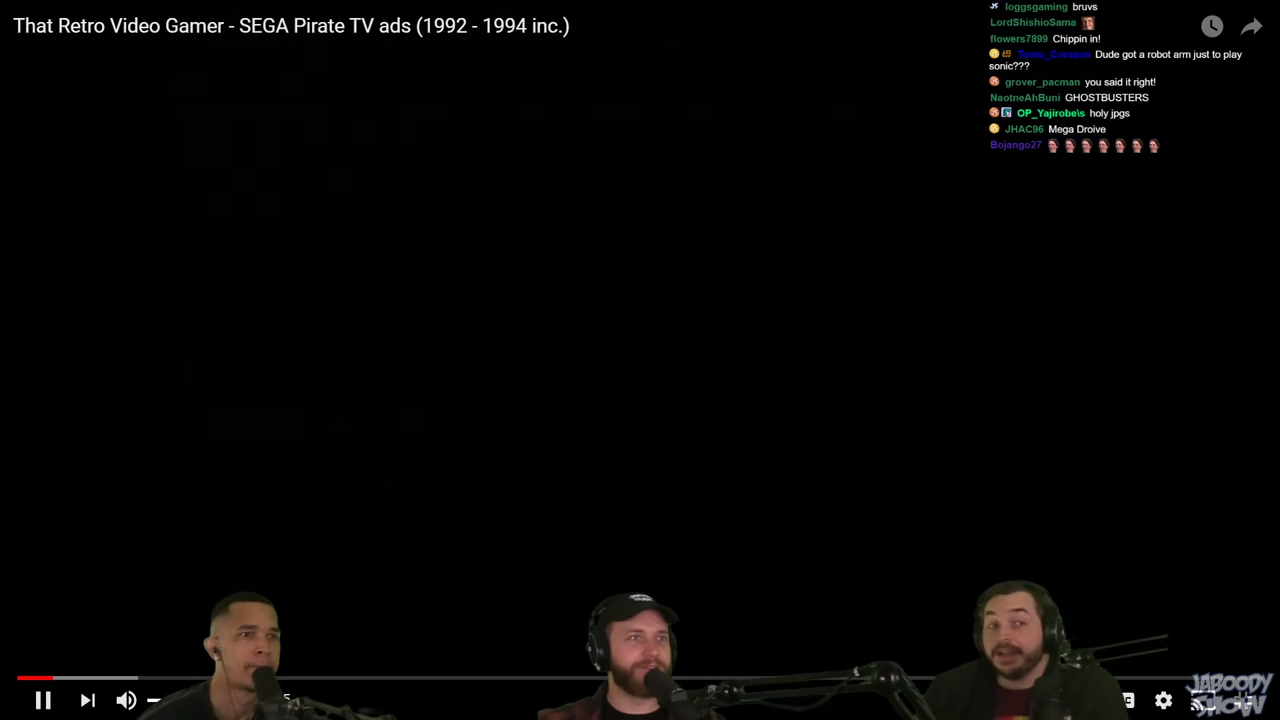 That Retro Video Gamer - SEGA Pirate TV ads (1992 - 1994 inc.)
loggsgaming bruvs
LordShishioSama
flowers7899 Chippin in!
Tonto_Corazon Dude got a robot arm just to play
sonic???
grover_pacman you said it right!
NaotneAhBuni GHOSTBUSTERS
OP_Yajirobe\s holy jpgs
JHAC96 Mega Droive
Bojango27
JABOODY
SHOW